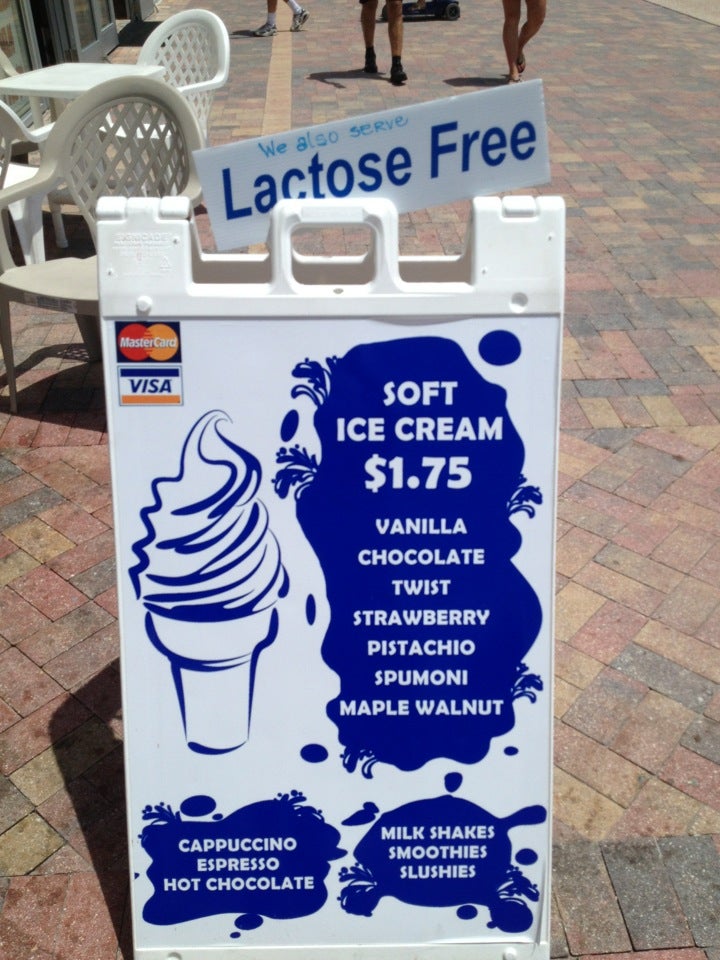 We also serve
Lactose Free
SIGNICADE
MasterCard
VISA
SOFT
ICE CREAM
$1.75
VANILLA
CHOCOLATE
TWIST
STRAWBERRY
PISTACHIO
SPUMONI
MAPLE WALNUT
CAPPUCCINO
ESPRESSO
HOT CHOCOLATE
MILK SHAKES
SMOOTHIES
SLUSHIES